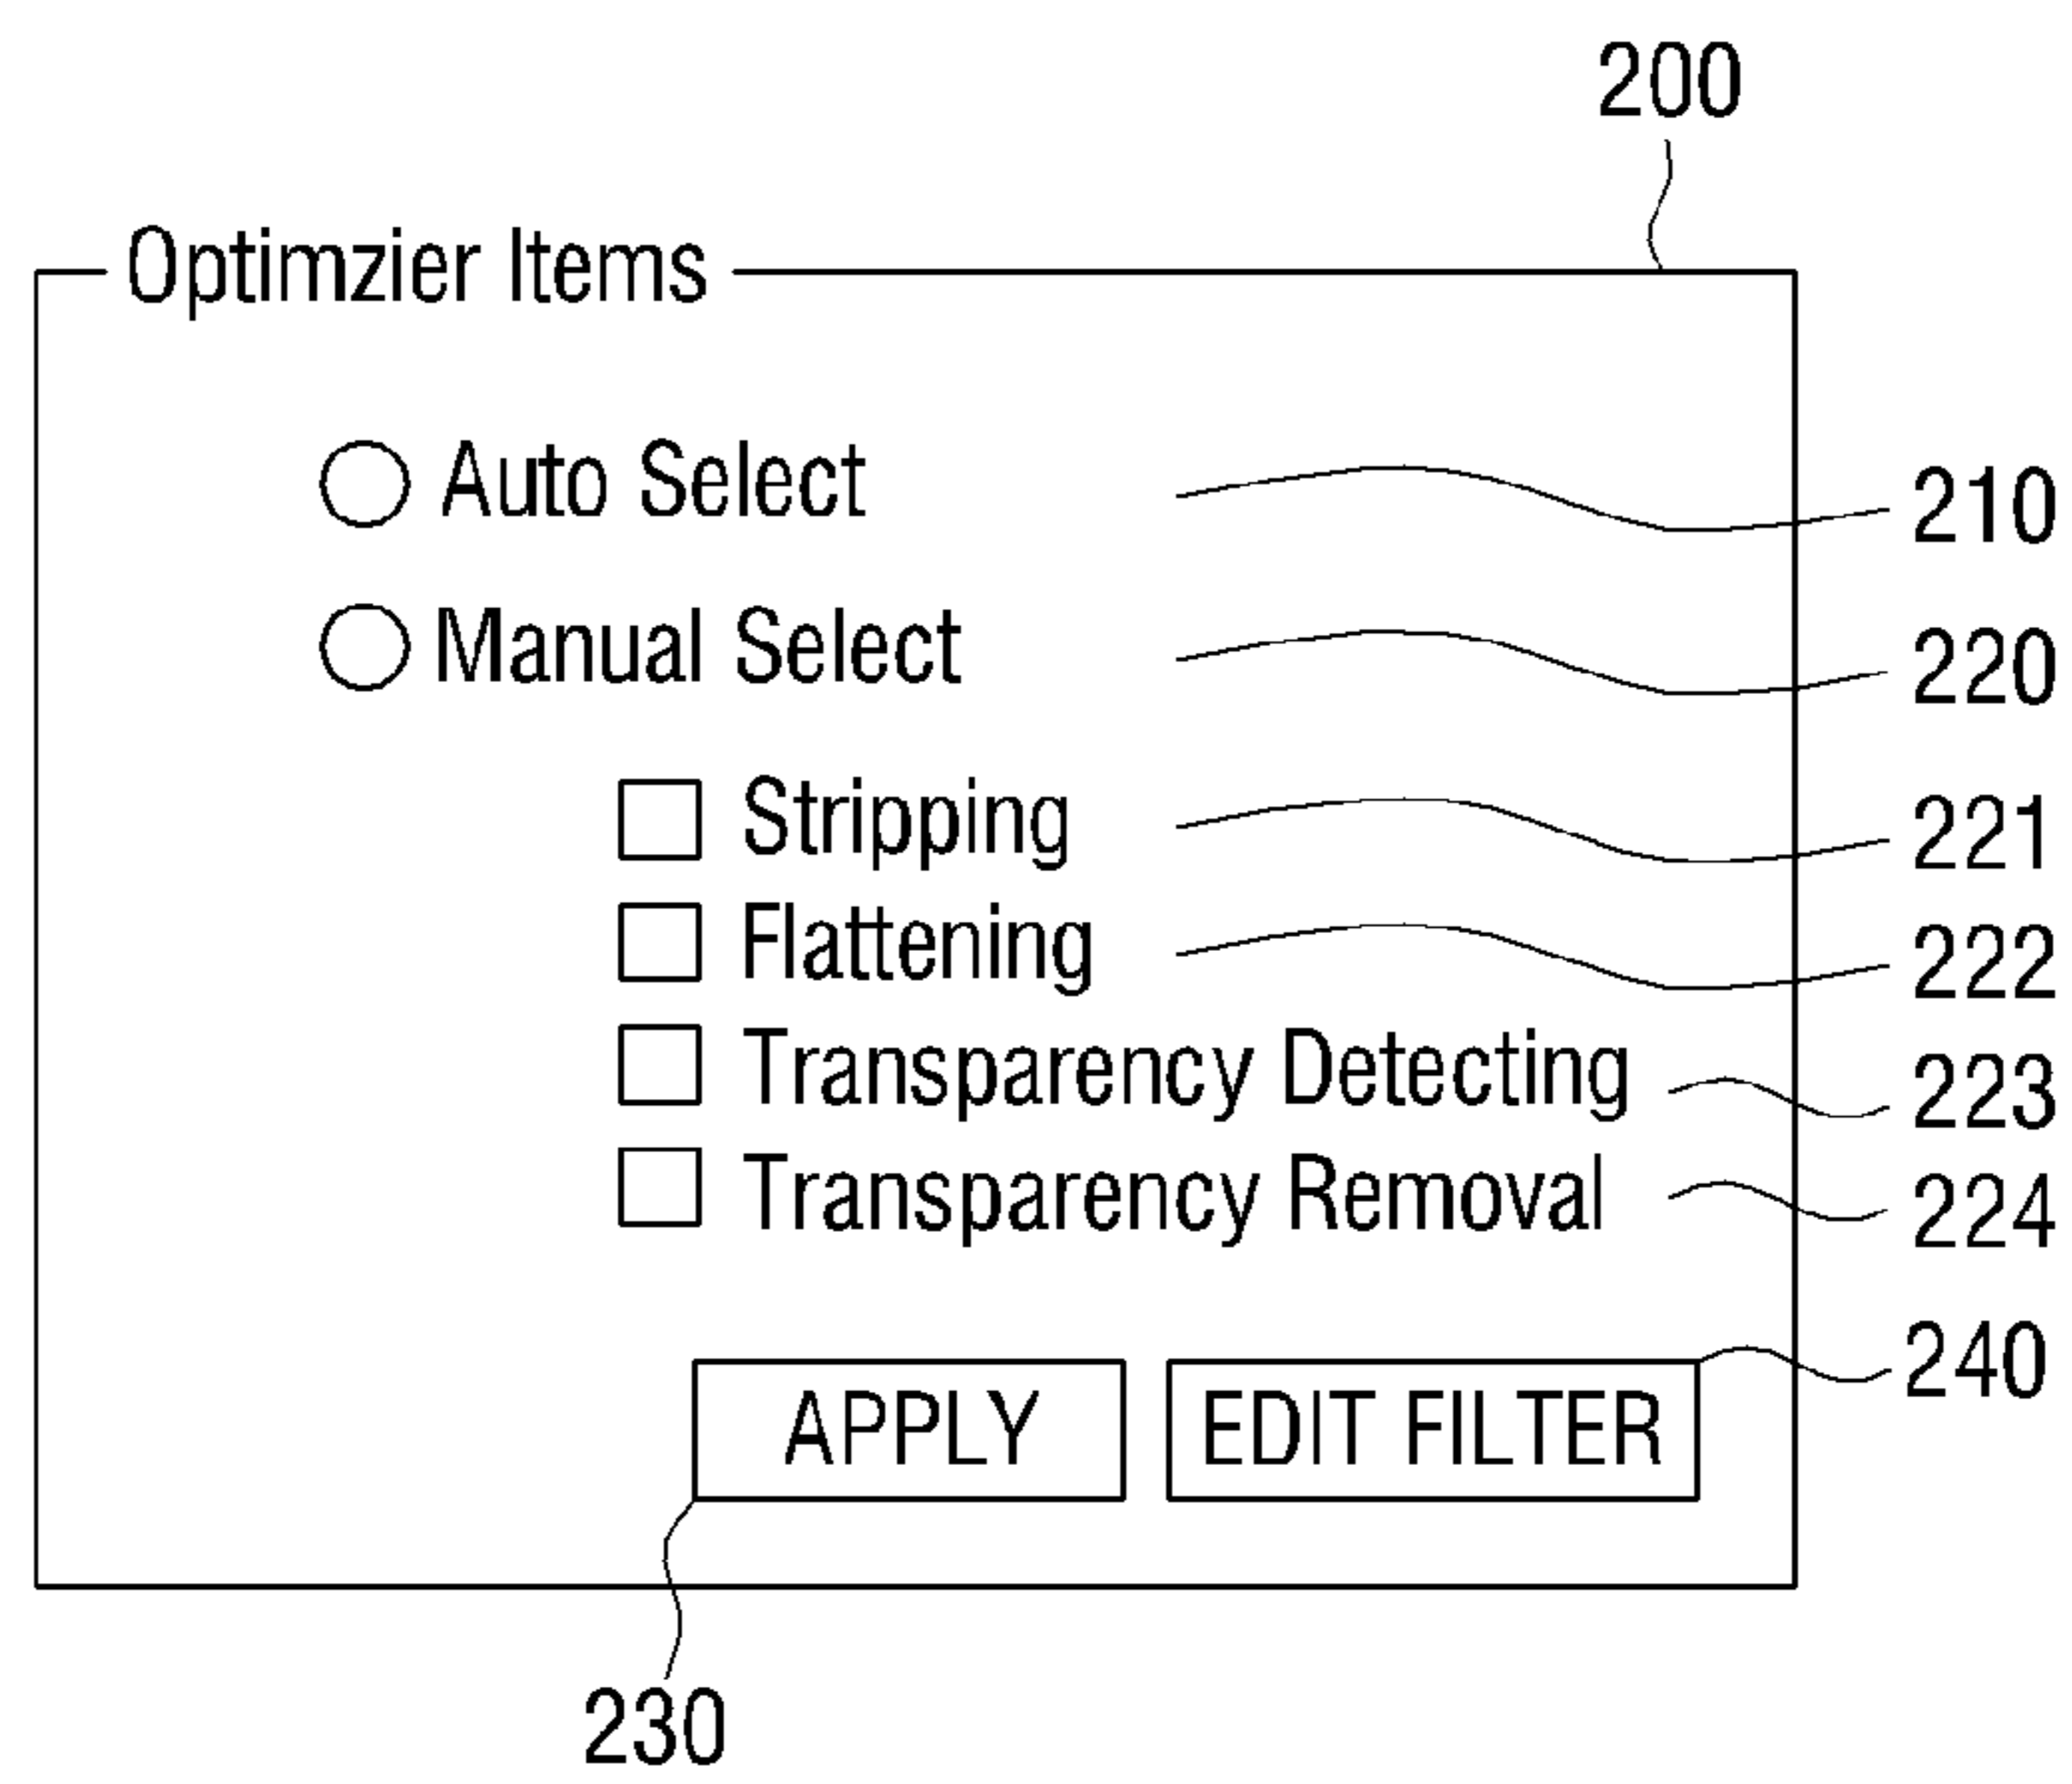 200
Optimzier Items
Auto Select 210
Manual Select 220
Stripping 221
Flattening 222
Transparency Detecting 223
Transparency Removal 224
240
APPLY EDIT FILTER
230